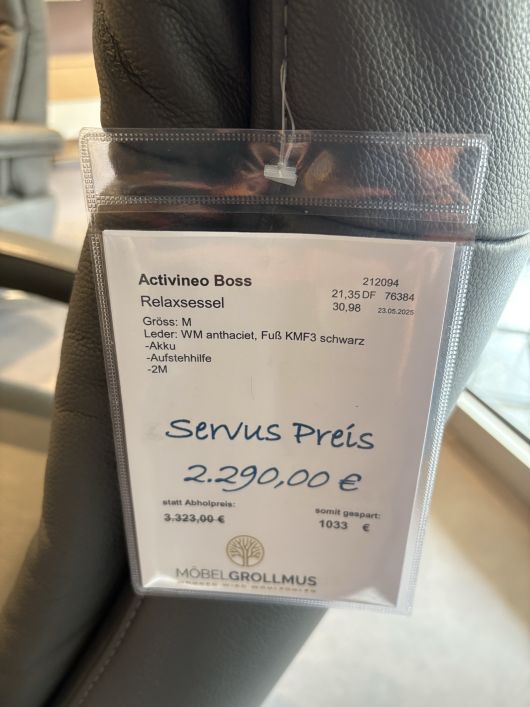 Activineo Boss
212094
Relaxsessel
21,35 DF 76384
30,98 23.05.2025
Gröss: M
Leder: WM anthaciet, Fuß KMF3 schwarz
-Akku
-Aufstehhilfe
-2M
Servus Preis
2.290,00 €
statt Abholpreis:
somit gespart:
3.323,00 €
1033 €
MÖBELGROLLMUS